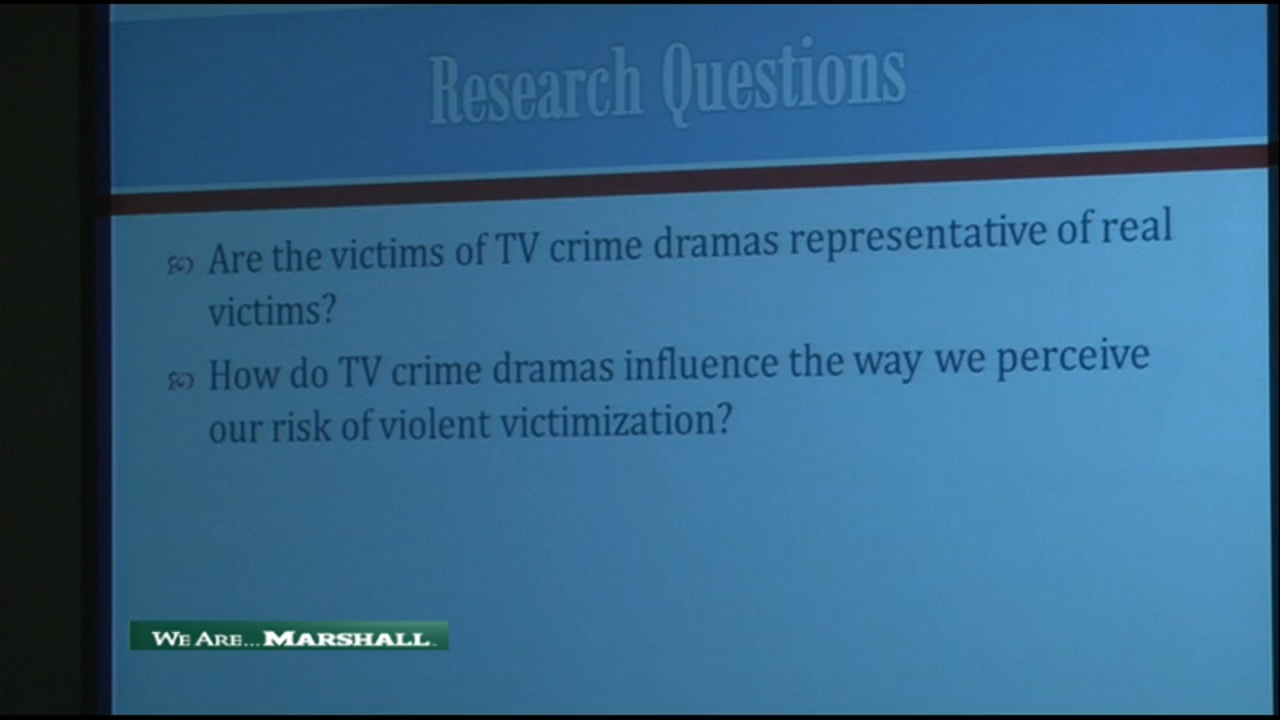 Research Questions
Are the victims of TV crime dramas representative of real
victims?
How do TV crime dramas influence the way we perceive
our risk of violent victimization?
WE ARE... MARSHALL